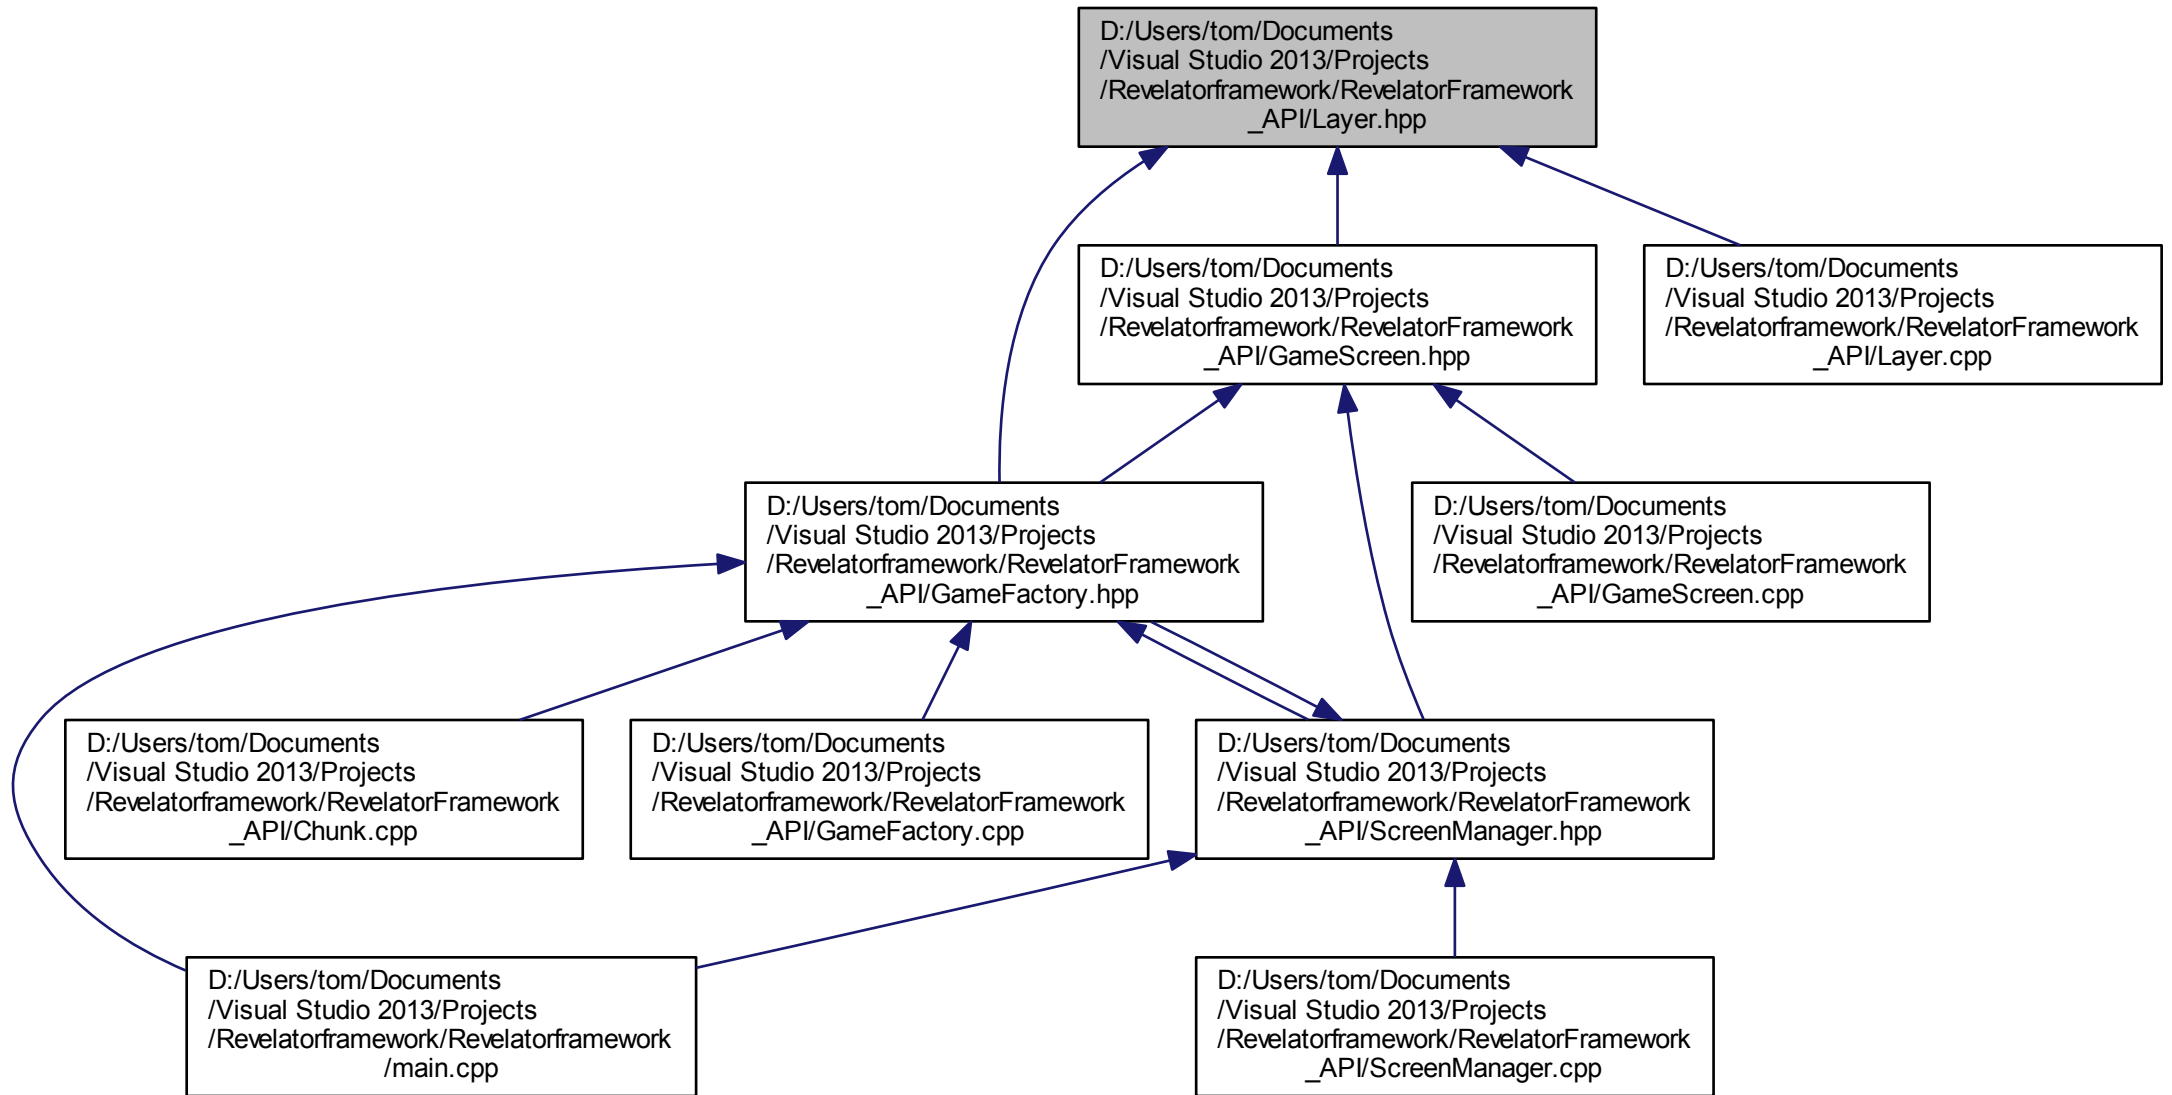 D:/Users/tom/Documents
/Visual Studio 2013/Projects
/Revelatorframework/RevelatorFramework
_API/Layer.hpp
D:/Users/tom/Documents
/Visual Studio 2013/Projects
/Revelatorframework/RevelatorFramework
_API/GameScreen.hpp
D:/Users/tom/Documents
/Visual Studio 2013/Projects
/Revelatorframework/RevelatorFramework
_API/Layer.cpp
D:/Users/tom/Documents
/Visual Studio 2013/Projects
/Revelatorframework/RevelatorFramework
_API/GameFactory.hpp
D:/Users/tom/Documents
/Visual Studio 2013/Projects
/Revelatorframework/RevelatorFramework
_API/GameScreen.cpp
D:/Users/tom/Documents
/Visual Studio 2013/Projects
/Revelatorframework/RevelatorFramework
_API/Chunk.cpp
D:/Users/tom/Documents
/Visual Studio 2013/Projects
/Revelatorframework/RevelatorFramework
_API/GameFactory.cpp
D:/Users/tom/Documents
/Visual Studio 2013/Projects
/Revelatorframework/RevelatorFramework
_API/ScreenManager.hpp
D:/Users/tom/Documents
/Visual Studio 2013/Projects
/Revelatorframework/Revelatorframework
/main.cpp
D:/Users/tom/Documents
/Visual Studio 2013/Projects
/Revelatorframework/RevelatorFramework
_API/ScreenManager.cpp